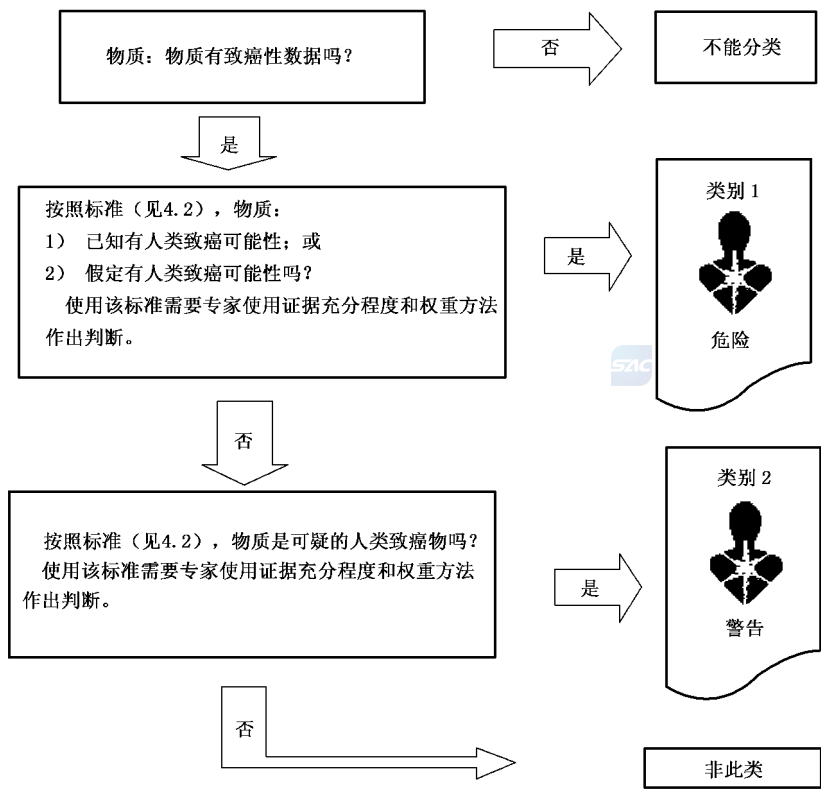 物质：物质有致癌性数据吗？
否
不能分类
是
按照标准（见4.2），物质：
1） 已知有人类致癌可能性；或
2） 假定有人类致癌可能性吗？
使用该标准需要专家使用证据充分程度和权重方法
作出判断。
是
类别 1
危险
SAC
否
按照标准（见4.2），物质是可疑的人类致癌物吗？
使用该标准需要专家使用证据充分程度和权重方法
作出判断。
是
类别 2
警告
否
非此类